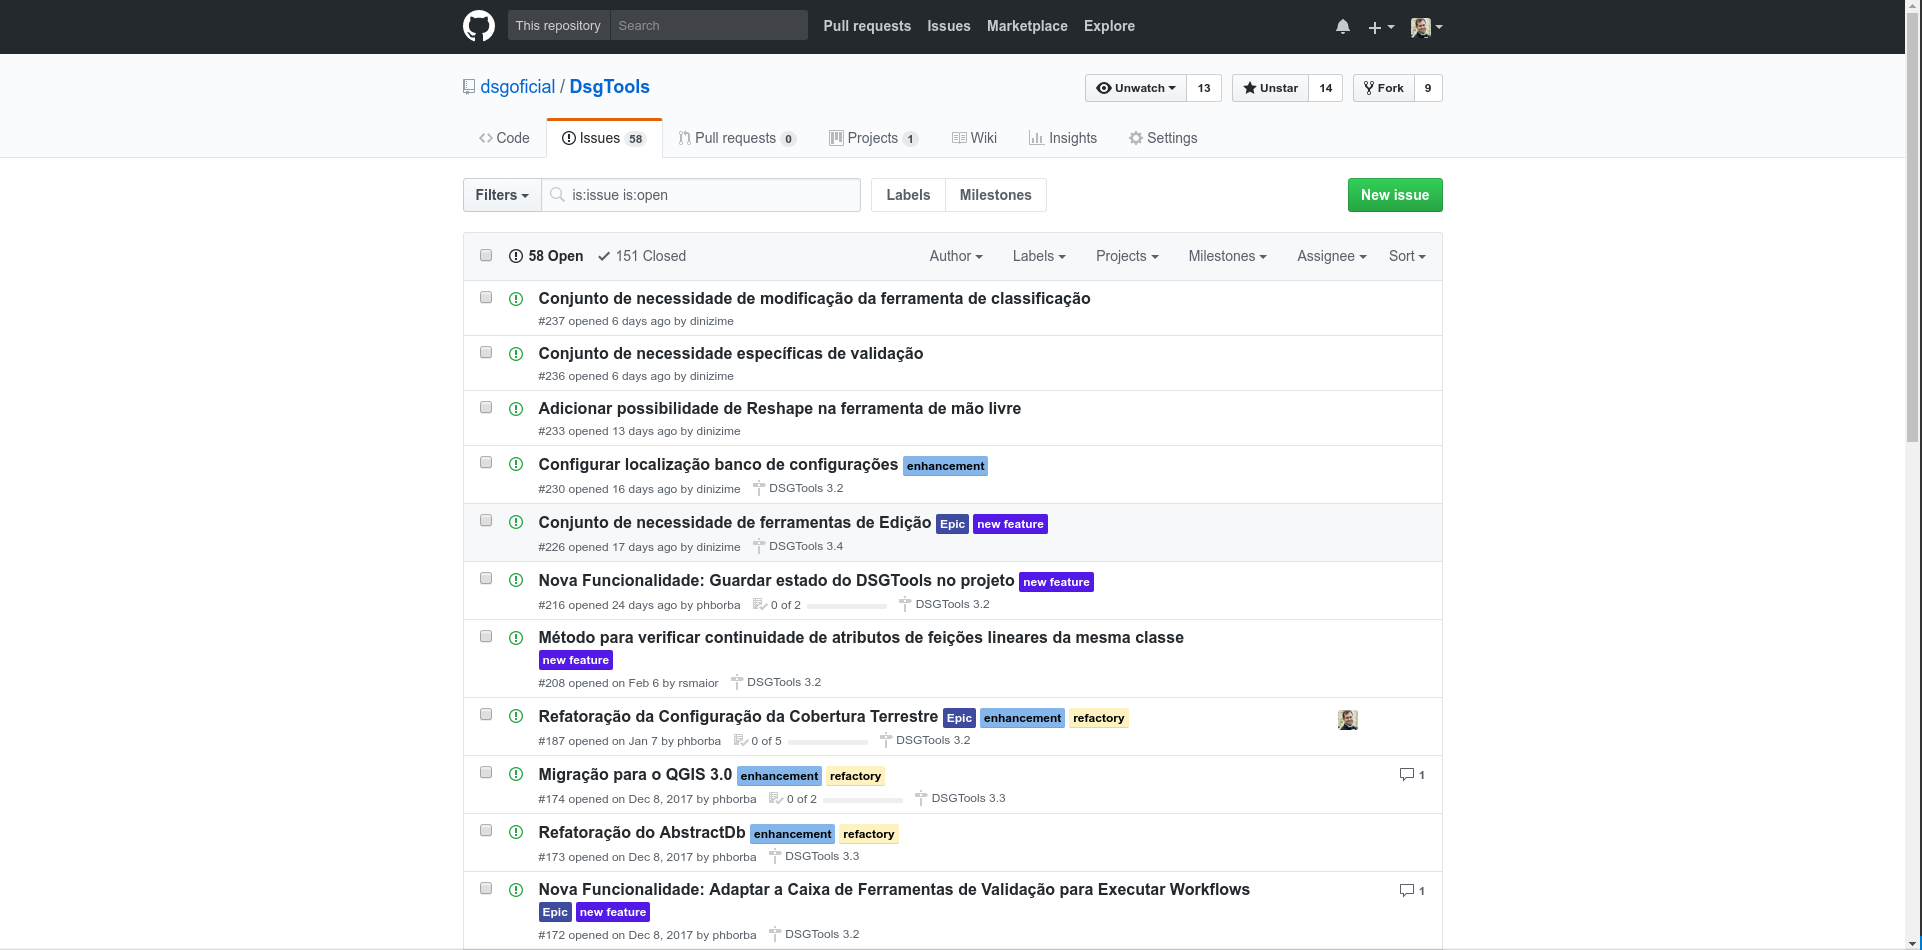 This repository Search Pull requests Issues Marketplace Explore
dsgoficial / DsgTools Unwatch 13 Unstar 14 Fork 9
Code Issues 58 Pull requests 0 Projects 1 Wiki Insights Settings
Filters is:issue is:open Labels Milestones New issue
58 Open 151 Closed Author Labels Projects Milestones Assignee Sort
Conjunto de necessidade de modificação da ferramenta de classificação
#237 opened 6 days ago by dinizime
Conjunto de necessidade específicas de validação
#236 opened 6 days ago by dinizime
Adicionar possibilidade de Reshape na ferramenta de mão livre
#233 opened 13 days ago by dinizime
Configurar localização banco de configurações enhancement
#230 opened 16 days ago by dinizime DSGTools 3.2
Conjunto de necessidade de ferramentas de Edição Epic new feature
#226 opened 17 days ago by dinizime DSGTools 3.4
Nova Funcionalidade: Guardar estado do DSGTools no projeto new feature
#216 opened 24 days ago by phborba 0 of 2 DSGTools 3.2
Método para verificar continuidade de atributos de feições lineares da mesma classe
new feature
#208 opened on Feb 6 by rsmaior DSGTools 3.2
Refatoração da Configuração da Cobertura Terrestre Epic enhancement refactory
#187 opened on Jan 7 by phborba 0 of 5 DSGTools 3.2
Migração para o QGIS 3.0 enhancement refactory 1
#174 opened on Dec 8, 2017 by phborba 0 of 2 DSGTools 3.3
Refatoração do AbstractDb enhancement refactory
#173 opened on Dec 8, 2017 by phborba DSGTools 3.3
Nova Funcionalidade: Adaptar a Caixa de Ferramentas de Validação para Executar Workflows 1
Epic new feature
#172 opened on Dec 8, 2017 by phborba DSGTools 3.2